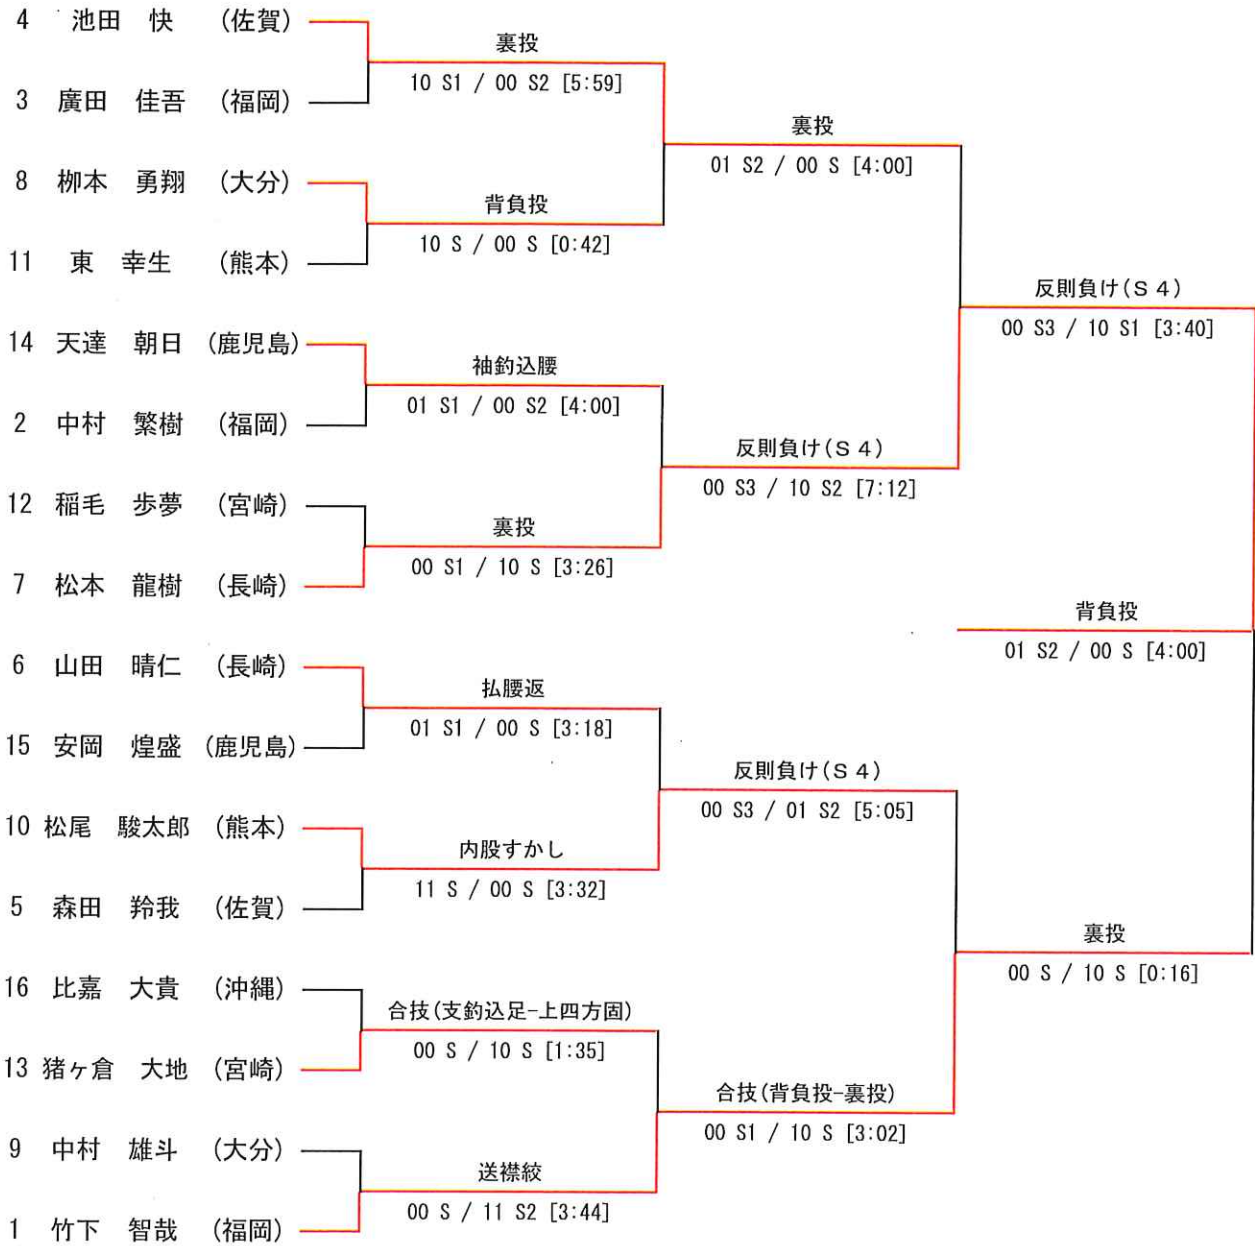 4 池田 快 (佐賀)
裏投
10 S1 / 00 S2 [5:59]
3 廣田 佳吾 (福岡)
裏投
01 S2 / 00 S [4:00]
8 栁本 勇翔 (大分)
背負投
10 S / 00 S [0:42]
11 東 幸生 (熊本)
反則負け(S 4)
00 S3 / 10 S1 [3:40]
14 天達 朝日 (鹿児島)
袖釣込腰
01 S1 / 00 S2 [4:00]
2 中村 繁樹 (福岡)
反則負け(S 4)
00 S3 / 10 S2 [7:12]
12 稲毛 歩夢 (宮崎)
裏投
00 S1 / 10 S [3:26]
7 松本 龍樹 (長崎)
背負投
01 S2 / 00 S [4:00]
6 山田 晴仁 (長崎)
払腰返
01 S1 / 00 S [3:18]
15 安岡 煌盛 (鹿児島)
反則負け(S 4)
00 S3 / 01 S2 [5:05]
10 松尾 駿太郎 (熊本)
内股すかし
11 S / 00 S [3:32]
5 森田 羚我 (佐賀)
裏投
00 S / 10 S [0:16]
16 比嘉 大貴 (沖縄)
合技(支釣込足-上四方固)
00 S / 10 S [1:35]
13 猪ヶ倉 大地 (宮崎)
合技(背負投-裏投)
00 S1 / 10 S [3:02]
9 中村 雄斗 (大分)
送襟絞
00 S / 11 S2 [3:44]
1 竹下 智哉 (福岡)